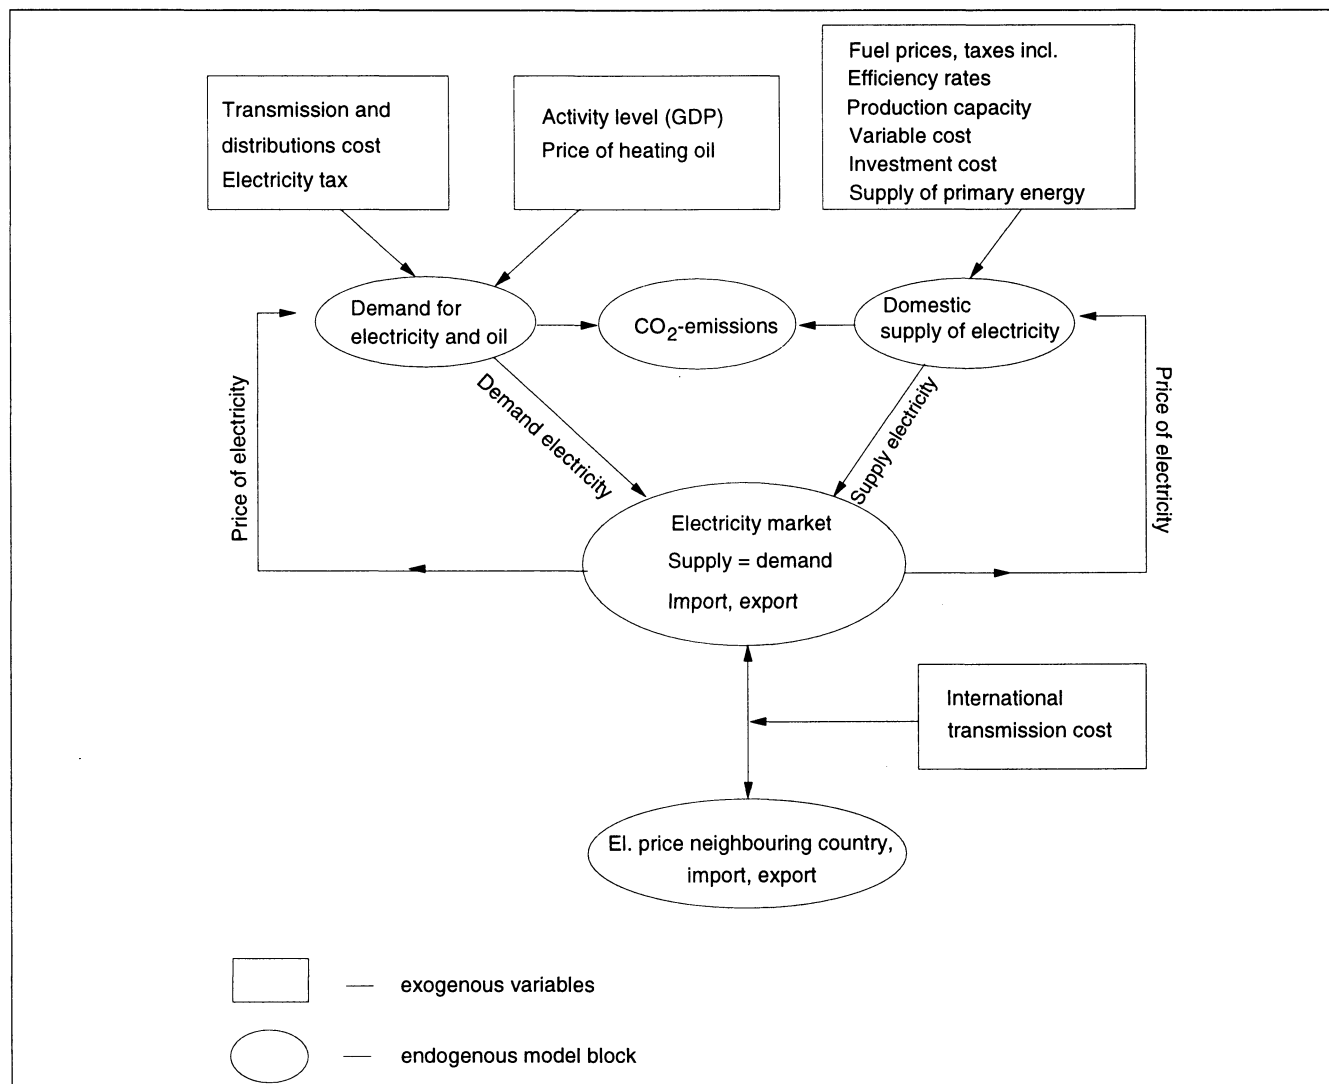 Transmission and
distributions cost
Electricity tax
Activity level (GDP)
Price of heating oil
Fuel prices, taxes incl.
Efficiency rates
Production capacity
Variable cost
Investment cost
Supply of primary energy
Demand for
electricity and oil
CO2-emissions
Domestic
supply of electricity
Price of electricity
Demand electricity
Supply electricity
Price of electricity
Electricity market
Supply = demand
Import, export
International
transmission cost
El. price neighbouring country,
import, export
— exogenous variables
— endogenous model block